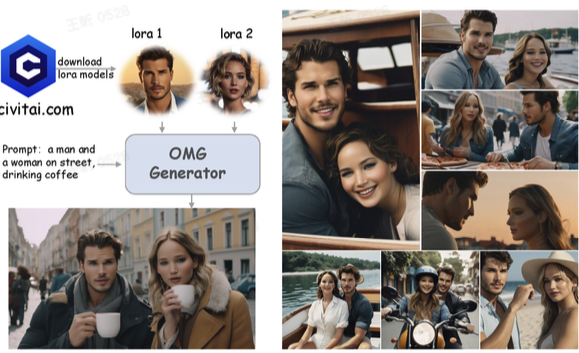 lora 1
lora 2
download
lora models
civitai.com
Prompt: a man and
a woman on street,
drinking coffee
OMG
Generator